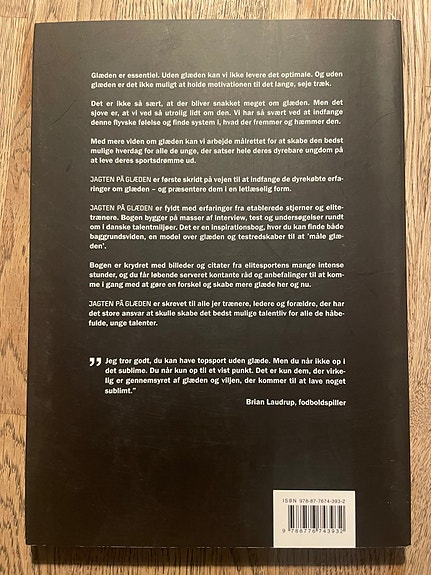 Glæden er essentiel. Uden glæden kan vi ikke levere det optimale. Og uden
glæden er det ikke muligt at holde motivationen til det lange, seje træk.
Det er ikke så sært, at der bliver snakket meget om glæden. Men det
sjove er, at vi ved så utrolig lidt om den. Vi har så svært ved at indfange
denne flyvske følelse og finde system i, hvad der fremmer og hæmmer den.
Med mere viden om glæden kan vi arbejde målrettet for at skabe den bedst
mulige hverdag for alle de unge, der satser hele deres dyrebare ungdom på
at leve deres sportsdrømme ud.
JAGTEN PÅ GLÆDEN er første skridt på vejen til at indfange de dyrekøbte erfa-
ringer om glæden – og præsentere dem i en letlæselig form.
JAGTEN PÅ GLÆDEN er fyldt med erfaringer fra etablerede stjerner og elite-
trænere. Bogen bygger på masser af interview, test og undersøgelser rundt
om i danske talentmiljøer. Det er en inspirationsbog, hvor du kan finde både
baggrundsviden, en model over glæden og testredskaber til at ‘måle glæ-
den’.
Bogen er krydret med billeder og citater fra elitesportens mange intense
stunder, og du får løbende serveret kontante råd og anbefalinger til at kom-
me i gang med at gøre en forskel og skabe mere glæde her og nu.
JAGTEN PÅ GLÆDEN er skrevet til alle jer trænere, ledere og forældre, der har
det store ansvar at skulle skabe det bedst mulige talentliv for alle de håbe-
fulde, unge talenter.
” Jeg tror godt, du kan have topsport uden glæde. Men du når ikke op i
det sublime. Du når kun op til et vist punkt. Det er kun dem, der virke-
lig er gennemsyret af glæden og viljen, der kommer til at lave noget
sublimt.”
Brian Laudrup, fodboldspiller
ISBN 978-87-7674-393-2
9 788776 743932